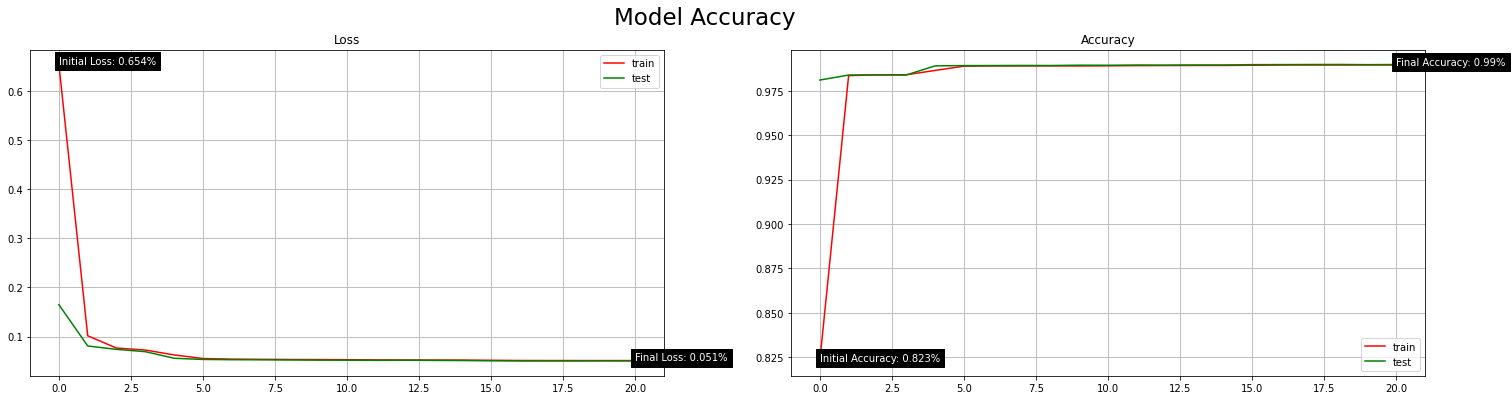 Model Accuracy
Loss
Initial Loss: 0.654%
train
test
0.6
0.5
0.4
0.3
0.2
0.1
Final Loss: 0.051%
0.0 2.5 5.0 7.5 10.0 12.5 15.0 17.5 20.0
Accuracy
Final Accuracy: 0.99%
0.975
0.950
0.925
0.900
0.875
0.850
0.825
Initial Accuracy: 0.823%
train
test
0.0 2.5 5.0 7.5 10.0 12.5 15.0 17.5 20.0